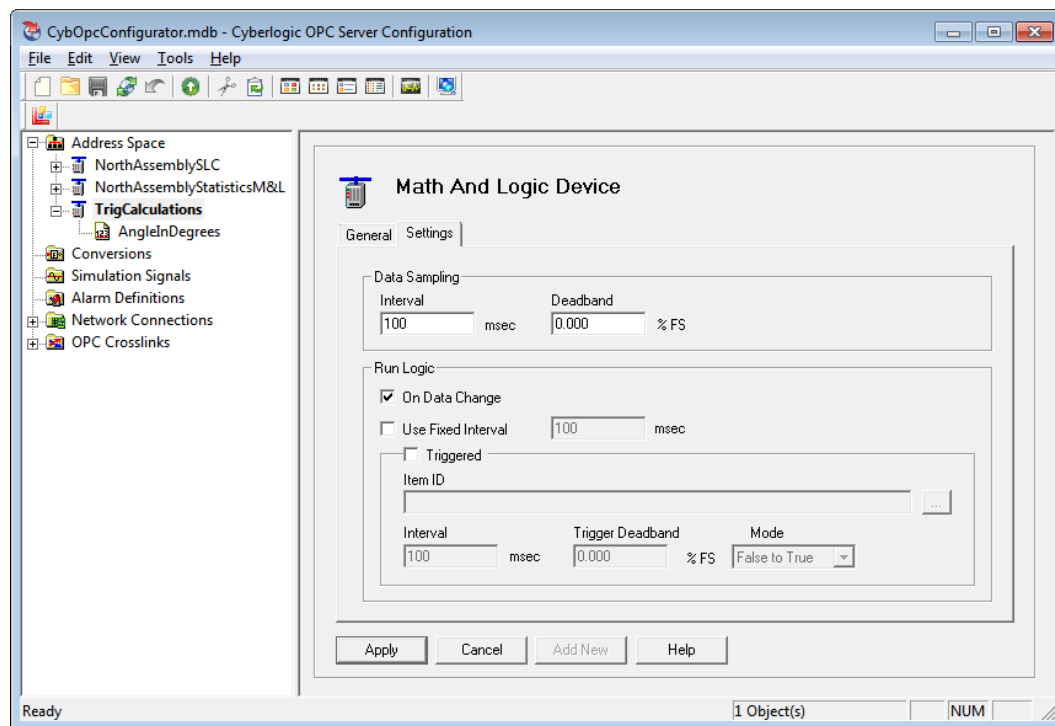 CybOpcConfigurator.mdb - Cyberlogic OPC Server Configuration
File Edit View Tools Help
Address Space
NorthAssemblySLC
NorthAssemblyStatisticsM&L
TrigCalculations
AngleInDegrees
Conversions
Simulation Signals
Alarm Definitions
Network Connections
OPC Crosslinks
Math And Logic Device
General Settings
Data Sampling
Interval Deadband
100 msec 0.000 % FS
Run Logic
On Data Change
Use Fixed Interval 100 msec
Triggered
Item ID
...
Interval Trigger Deadband Mode
100 msec 0.000 % FS False to True
Apply Cancel Add New Help
Ready 1 Object(s) NUM